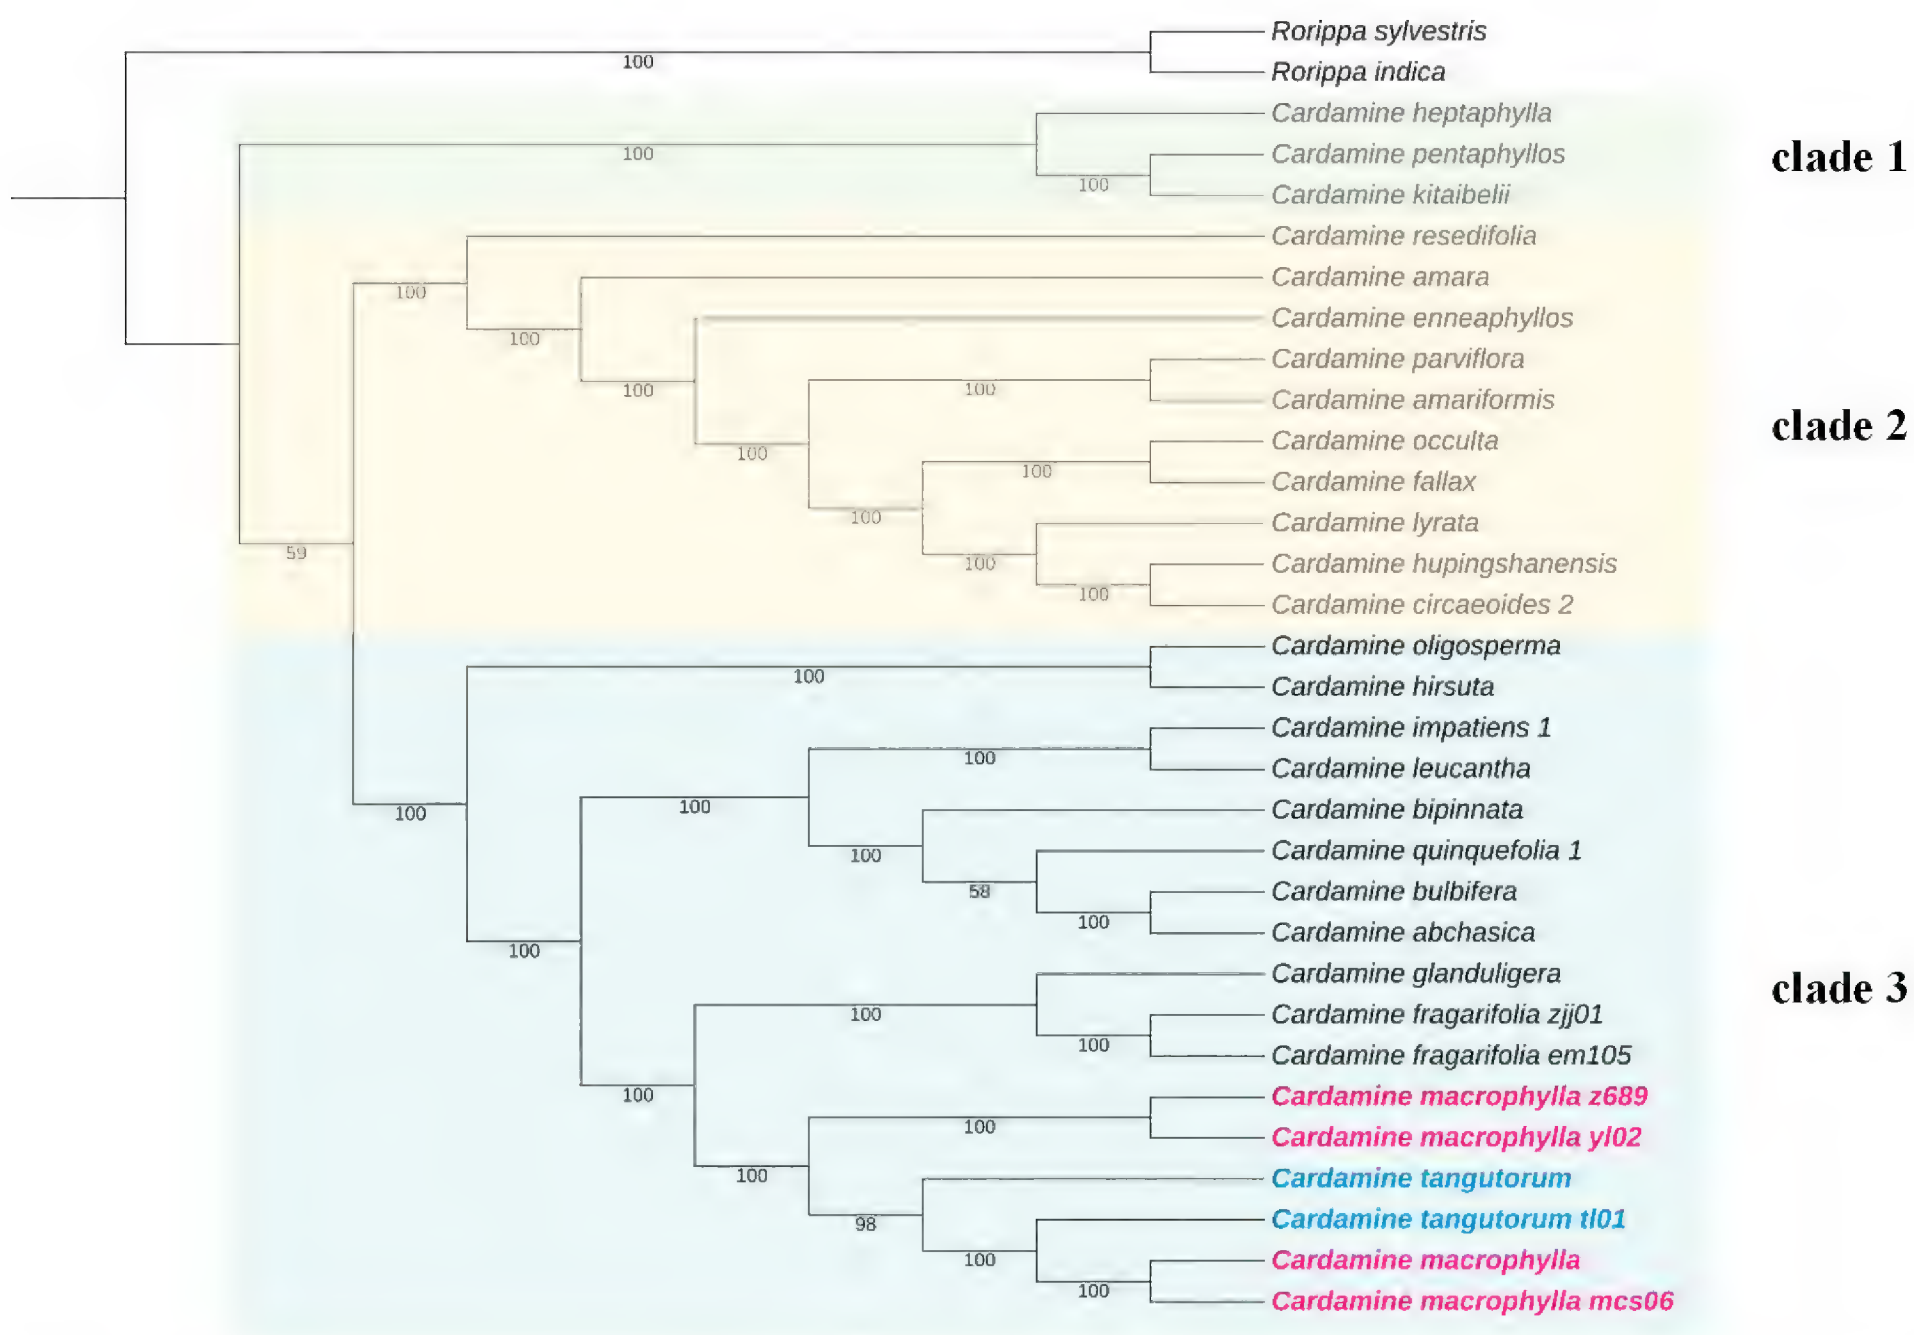 Rorippa sylvestris
100
Rorippa indica
Cardamine heptaphylla
100
Cardamine pentaphyllos
clade 1
100
Cardamine kitaibelii
Cardamine resedifolia
100
Cardamine amara
100
Cardamine enneaphyllos
100
Cardamine parviflora
100
Cardamine amariformis
clade 2
100
Cardamine occulta
100
Cardamine fallax
100
Cardamine lyrata
59
100
Cardamine hupingshanensis
100
Cardamine circaeoides 2
Cardamine oligosperma
100
Cardamine hirsuta
Cardamine impatiens 1
100
Cardamine leucantha
100
100
Cardamine bipinnata
100
Cardamine quinquefolia 1
58
Cardamine bulbifera
100
Cardamine abchasica
100
Cardamine glanduligera
clade 3
100
Cardamine fragarifolia zjj01
100
Cardamine fragarifolia em105
100
Cardamine macrophylla z689
100
Cardamine macrophylla yl02
100
Cardamine tangutorum
98
Cardamine tangutorum tl01
100
Cardamine macrophylla
100
Cardamine macrophylla mcs06